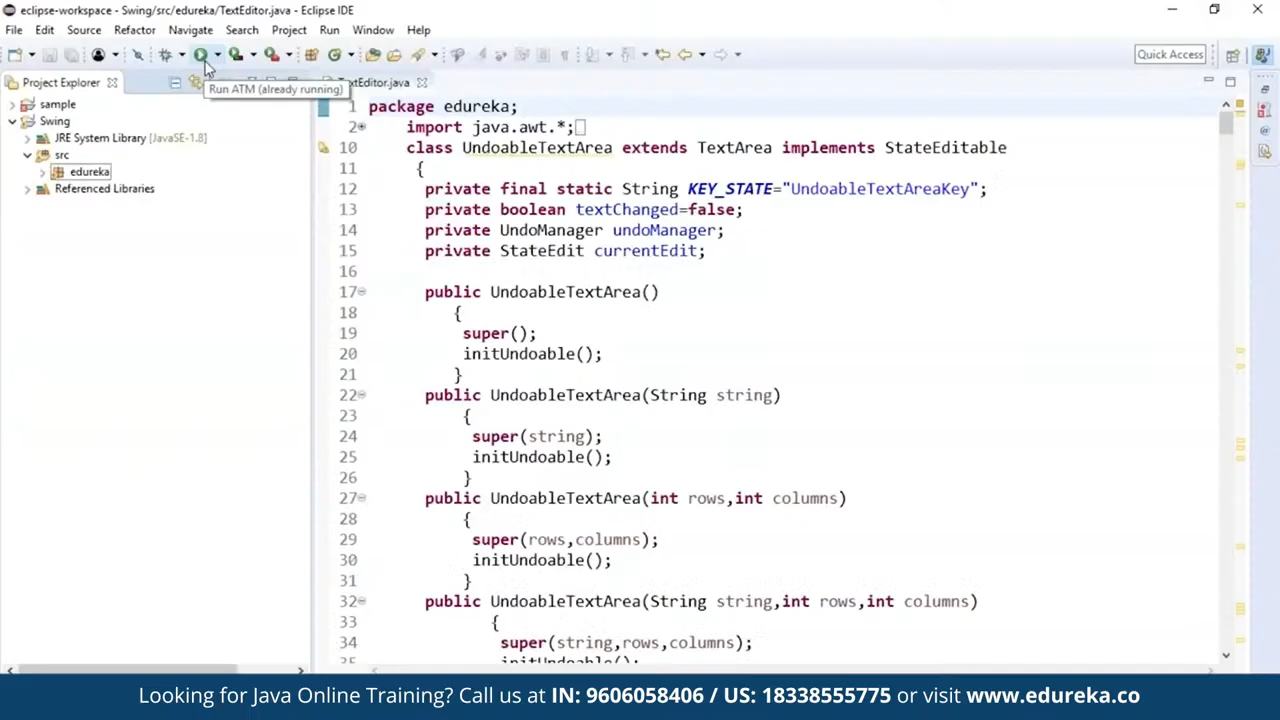 eclipse-workspace - Swing/src/edureka/TextEditor.java - Eclipse IDE
File Edit Source Refactor Navigate Search Project Run Window Help
Quick Access
Project Explorer
TextEditor.java
Run ATM (already running)
sample
Swing
JRE System Library [JavaSE-1.8]
src
edureka
Referenced Libraries
1 package edureka;
2 import java.awt.*;
10 class UndoableTextArea extends TextArea implements StateEditable
11 {
12 private final static String KEY_STATE="UndoableTextAreaKey";
13 private boolean textChanged=false;
14 private UndoManager undoManager;
15 private StateEdit currentEdit;
16
17 public UndoableTextArea()
18 {
19 super();
20 initUndoable();
21 }
22 public UndoableTextArea(String string)
23 {
24 super(string);
25 initUndoable();
26 }
27 public UndoableTextArea(int rows,int columns)
28 {
29 super(rows,columns);
30 initUndoable();
31 }
32 public UndoableTextArea(String string,int rows,int columns)
33 {
34 super(string,rows,columns);
35 initUndoable();
Looking for Java Online Training? Call us at IN: 9606058406 / US: 18338555775 or visit www.edureka.co